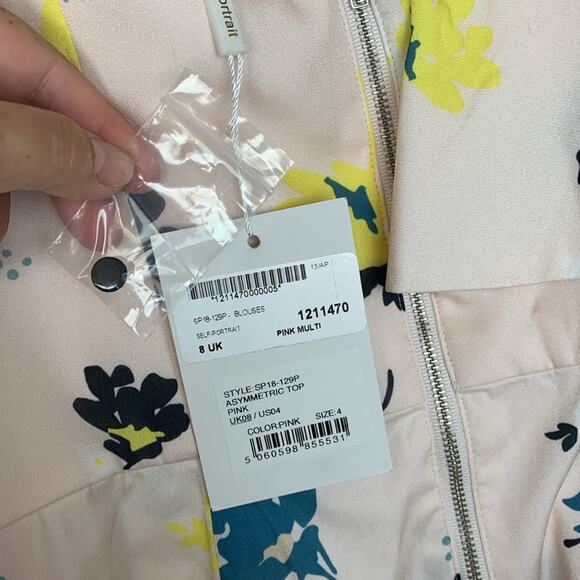 ortrait
13/AP
*1211470000005*
SP18-129P - BLOUSES
1211470
SELF-PORTRAIT
PINK MULTI
8 UK
STYLE:SP18-129P
ASYMMETRIC TOP
PINK
UK08 / US04
COLOR:PINK SIZE:4
5 060598 855531